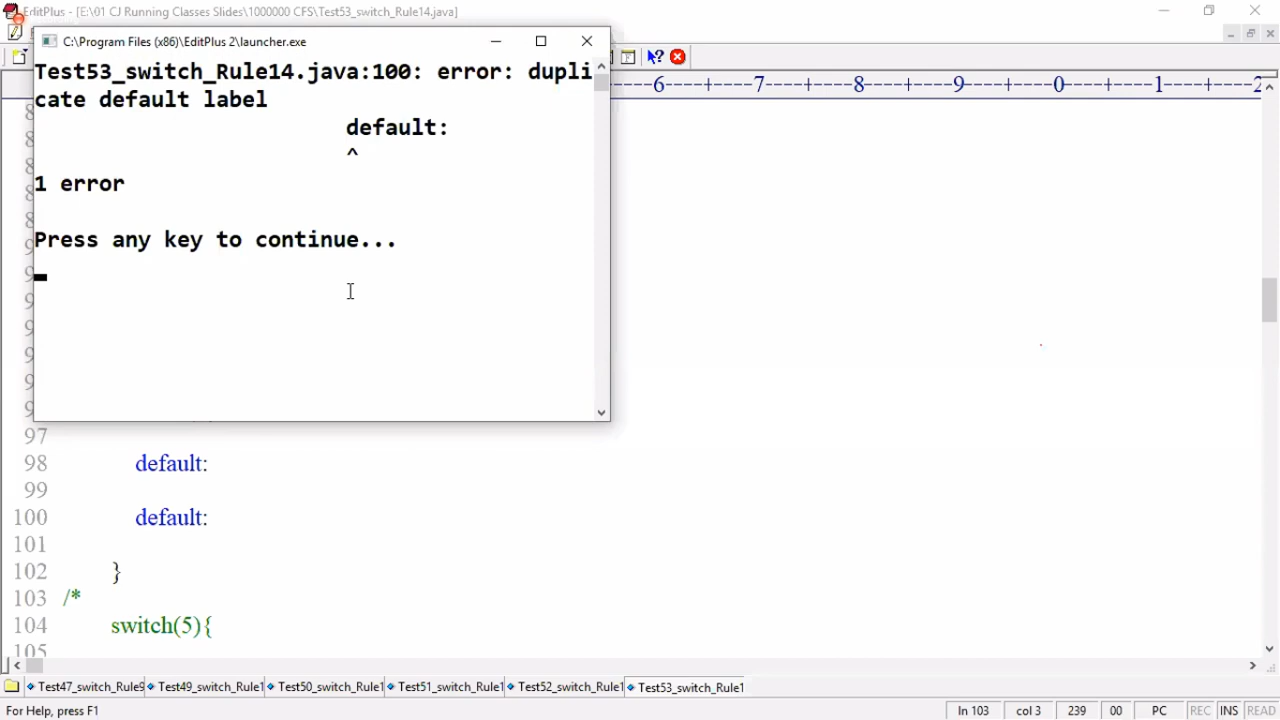 EditPlus - [E:\01 CJ Running Classes Slides\1000000 CFS\Test53_switch_Rule14.java]
C:\Program Files (x86)\EditPlus 2\launcher.exe
Test53_switch_Rule14.java:100: error: dupli
cate default label
default:
^
1 error
Press any key to continue...
-6----+----7----+----8----+----9----+----0----+----1----+----2
97
98 default:
99
100 default:
101
102 }
103 /*
104 switch(5){
105
Test47_switch_Rule9 Test49_switch_Rule1 Test50_switch_Rule1 Test51_switch_Rule1 Test52_switch_Rule1 Test53_switch_Rule1
For Help, press F1 ln 103 col 3 239 00 PC REC INS READ